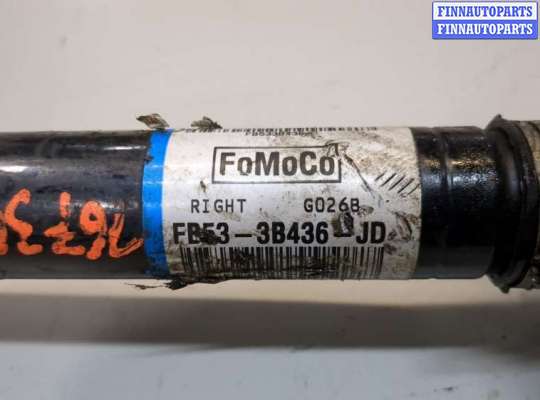 FINNAUTOPARTS
FINNAUTOPARTS
FoMoCo
RIGHT G026B
FB53-3B436-JD